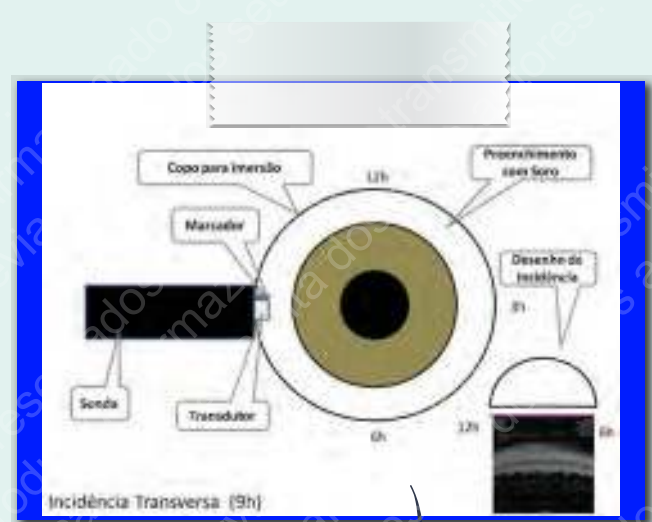 Copo para imersão
Preenchimento
com Soro
12h
Marcador
Desenho da
Incidência
Sonda
Transdutor
6h
12h
6h
Incidência Transversa (9h)